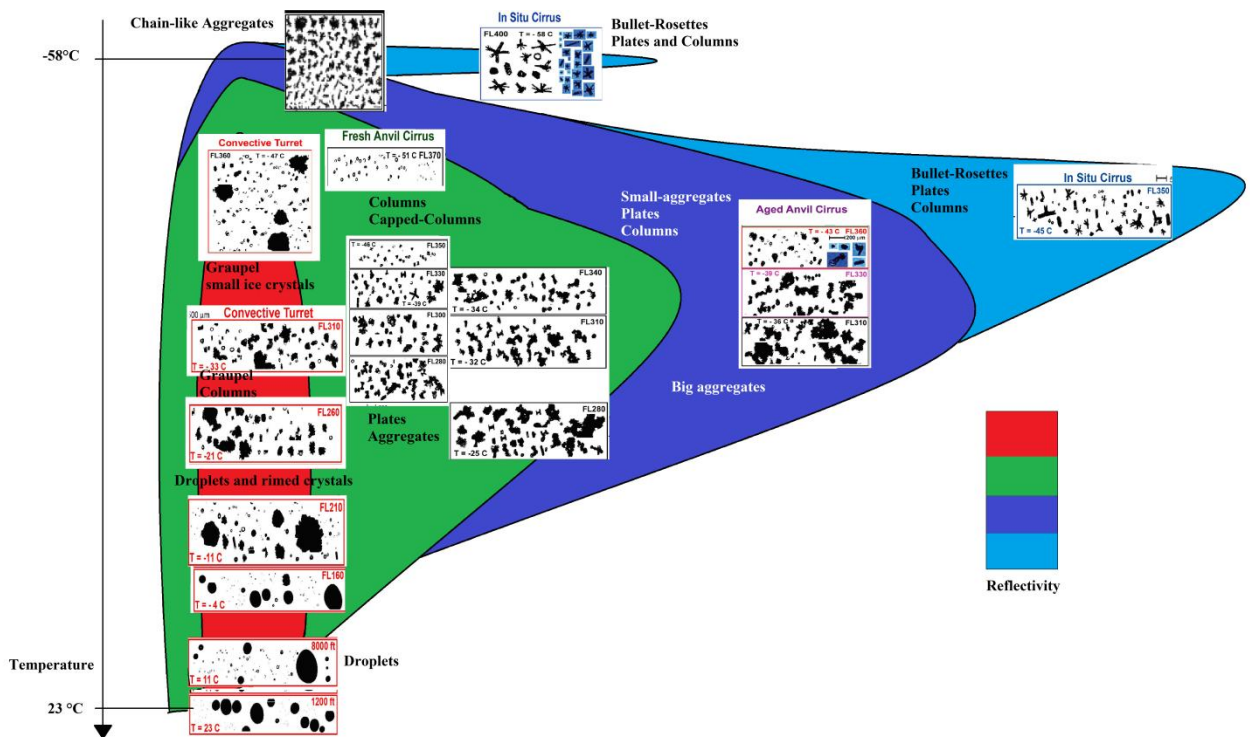 Chain-like Aggregates
In Situ Cirrus
FL400
T = - 58 C
Bullet-Rosettes
Plates and Columns
-58°C
Convective Turret
FL360
T = - 47 C
Fresh Anvil Cirrus
T = - 51 C FL370
Columns
Capped-Columns
Small-aggregates
Plates
Columns
Aged Anvil Cirrus
T = - 43 C FL360
200 µm
T = - 39 C
FL330
T = - 36 C
FL310
Bullet-Rosettes
Plates
Columns
In Situ Cirrus
FL350
T = -45 C
Graupel
small ice crystals
T = -46 C
FL350
FL330
T = -39 C
FL300
FL280
FL340
T = - 34 C
FL310
T = - 32 C
FL280
T = -25 C
Convective Turret
FL310
T = - 33 C
Graupel
Columns
FL260
T = -21 C
Plates
Aggregates
Big aggregates
Droplets and rimed crystals
FL210
T = -11 C
FL160
T = - 4 C
8000 ft
T = 11 C
Droplets
1200 ft
T = 23 C
Temperature
23 °C
Reflectivity